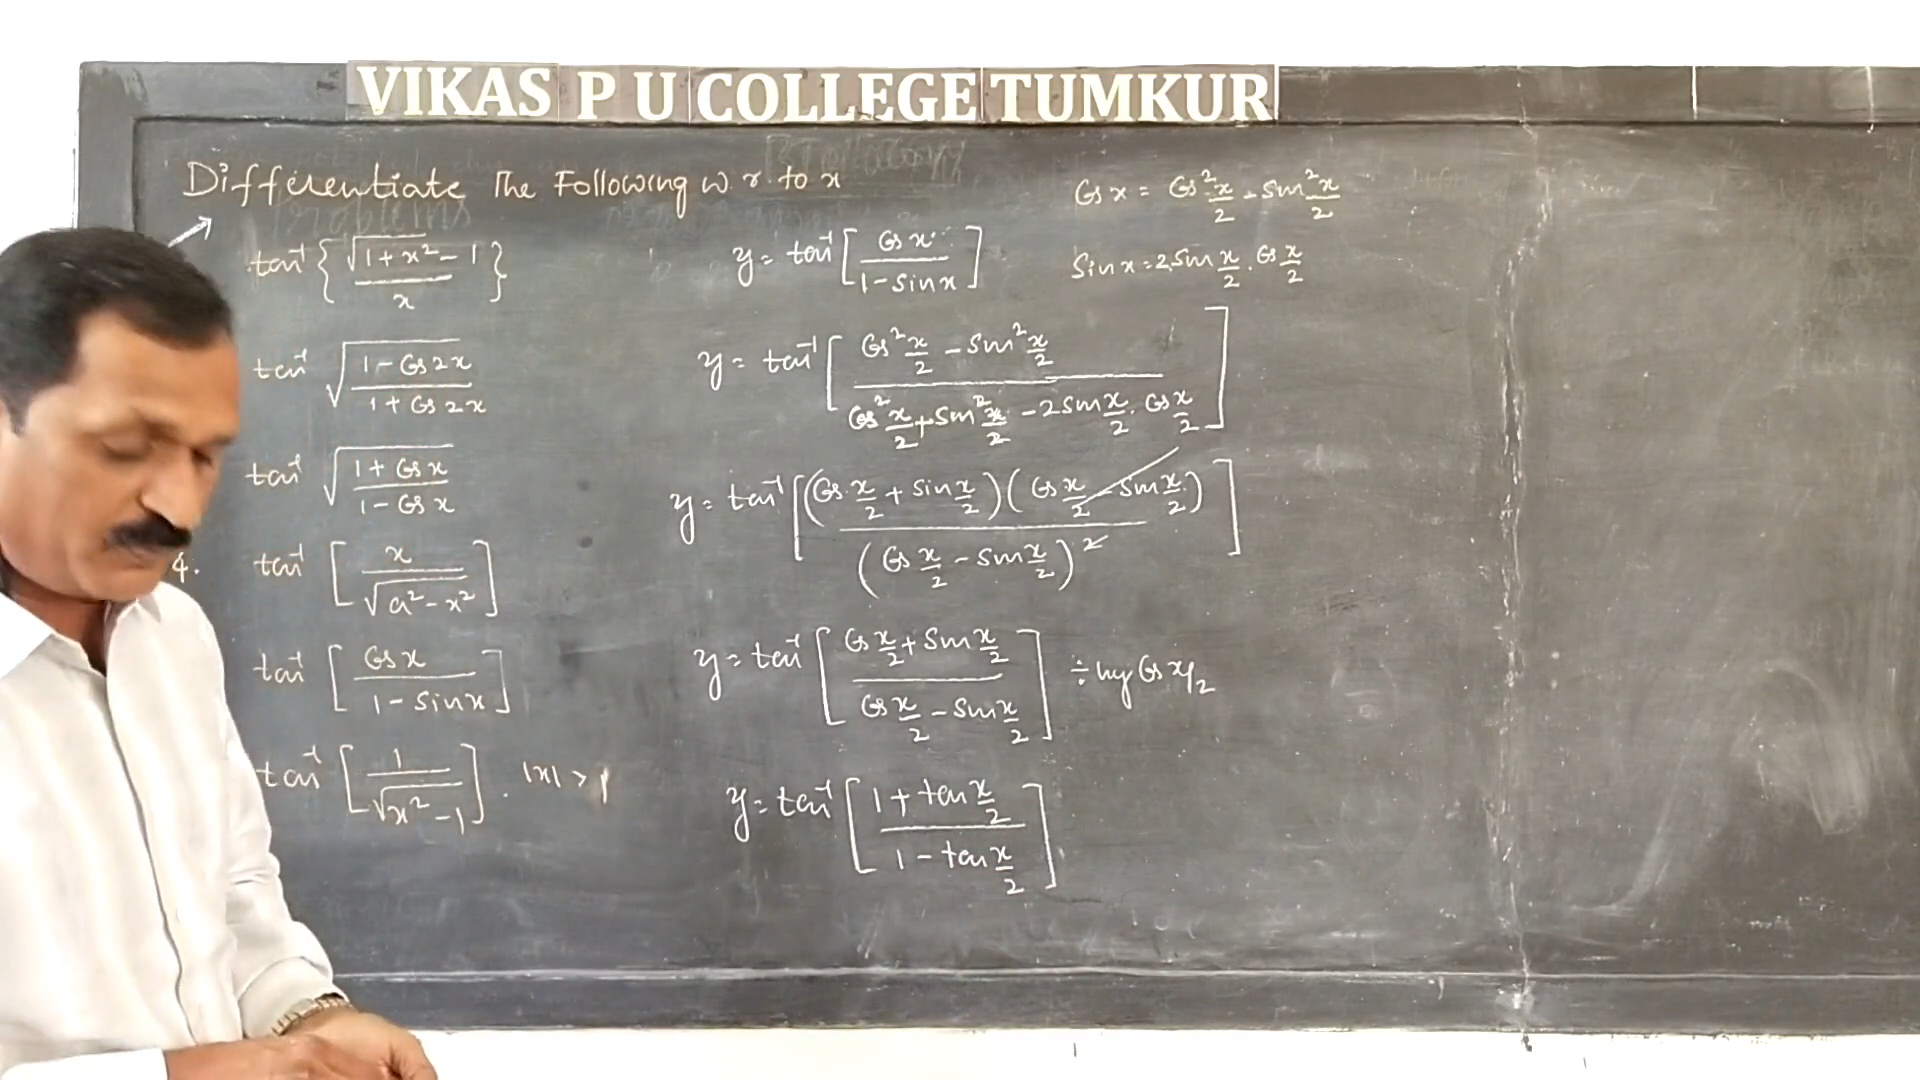 VIKAS P U COLLEGE TUMKUR
Differentiate The Following w.r.to x
tan⁻¹ { (√(1+x²) - 1) / x }
tan⁻¹ √((1 - Cos 2x) / (1 + Cos 2x))
tan⁻¹ √((1 + Cos x) / (1 - Cos x))
4. tan⁻¹ [ x / √(a² - x²) ]
tan⁻¹ [ Cos x / (1 - Sin x) ]
tan⁻¹ [ 1 / √(x² - 1) ] . |x| > 1
y = tan⁻¹ [ Cos x / (1 - Sin x) ]
y = tan⁻¹ [ (Cos² x/2 - Sin² x/2) / (Cos² x/2 + Sin² x/2 - 2 Sin x/2 . Cos x/2) ]
y = tan⁻¹ [ (Cos x/2 + Sin x/2)(Cos x/2 - Sin x/2) / (Cos x/2 - Sin x/2)² ]
y = tan⁻¹ [ (Cos x/2 + Sin x/2) / (Cos x/2 - Sin x/2) ] ÷ by Cos x/2
y = tan⁻¹ [ (1 + tan x/2) / (1 - tan x/2) ]
Cos x = Cos² x/2 - Sin² x/2
Sin x = 2 Sin x/2 . Cos x/2